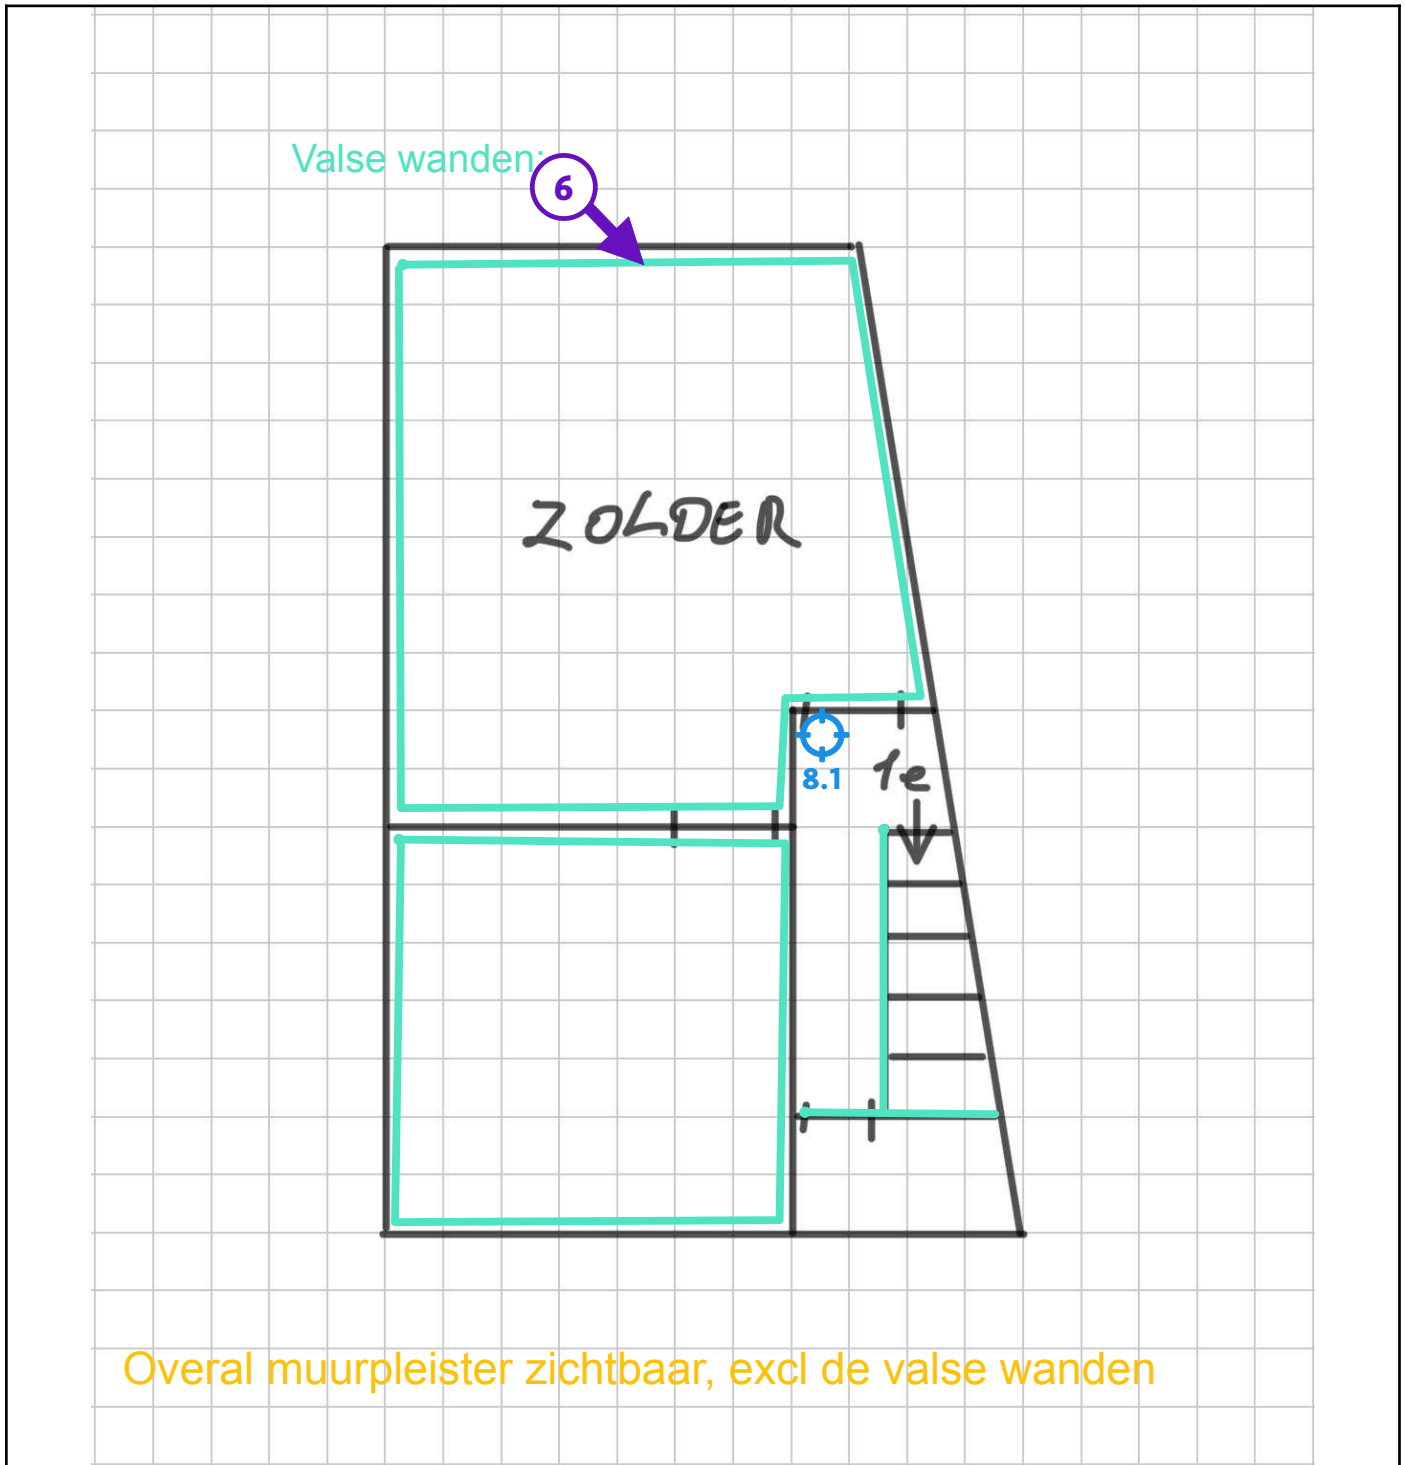 Valse wanden:
6
ZOLDER
8.1
1e
Overal muurpleister zichtbaar, excl de valse wanden